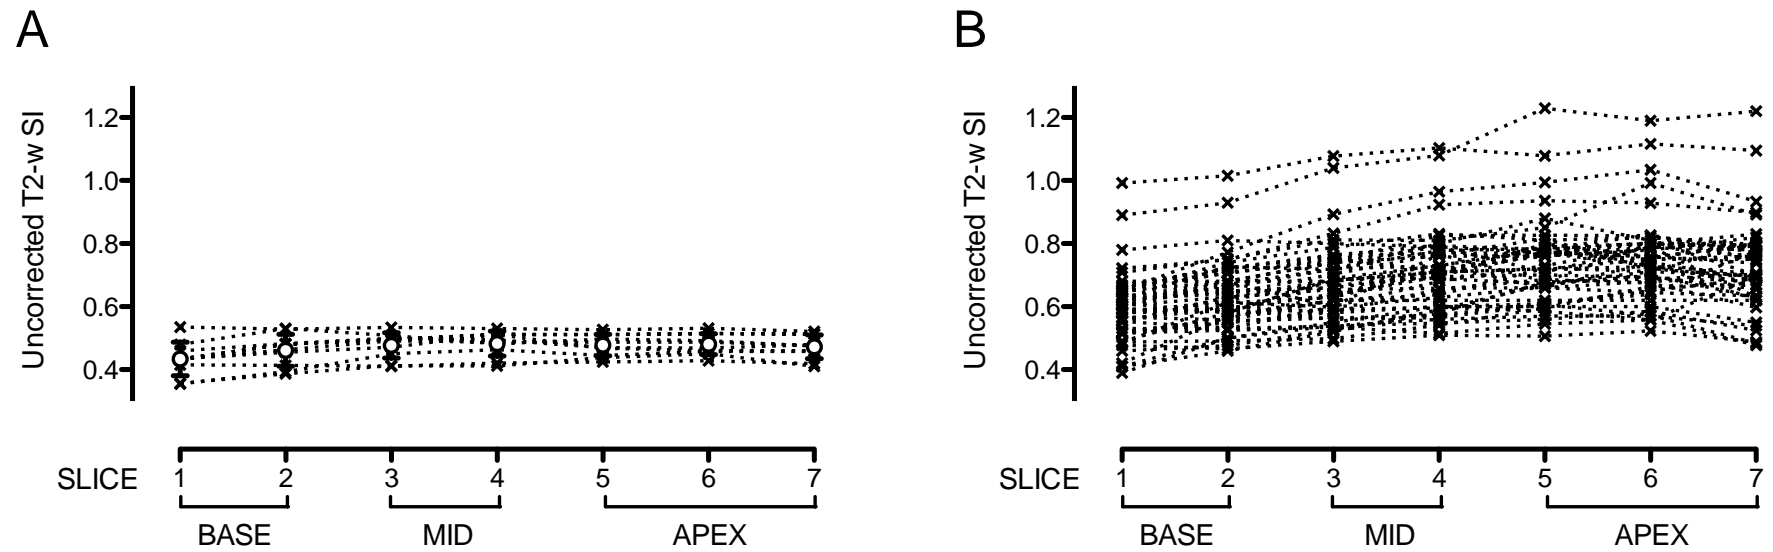 A
Uncorrected T2-w SI
1.2
1.0
0.8
0.6
0.4
SLICE 1 2 3 4 5 6 7
BASE MID APEX
B
Uncorrected T2-w SI
1.2
1.0
0.8
0.6
0.4
SLICE 1 2 3 4 5 6 7
BASE MID APEX